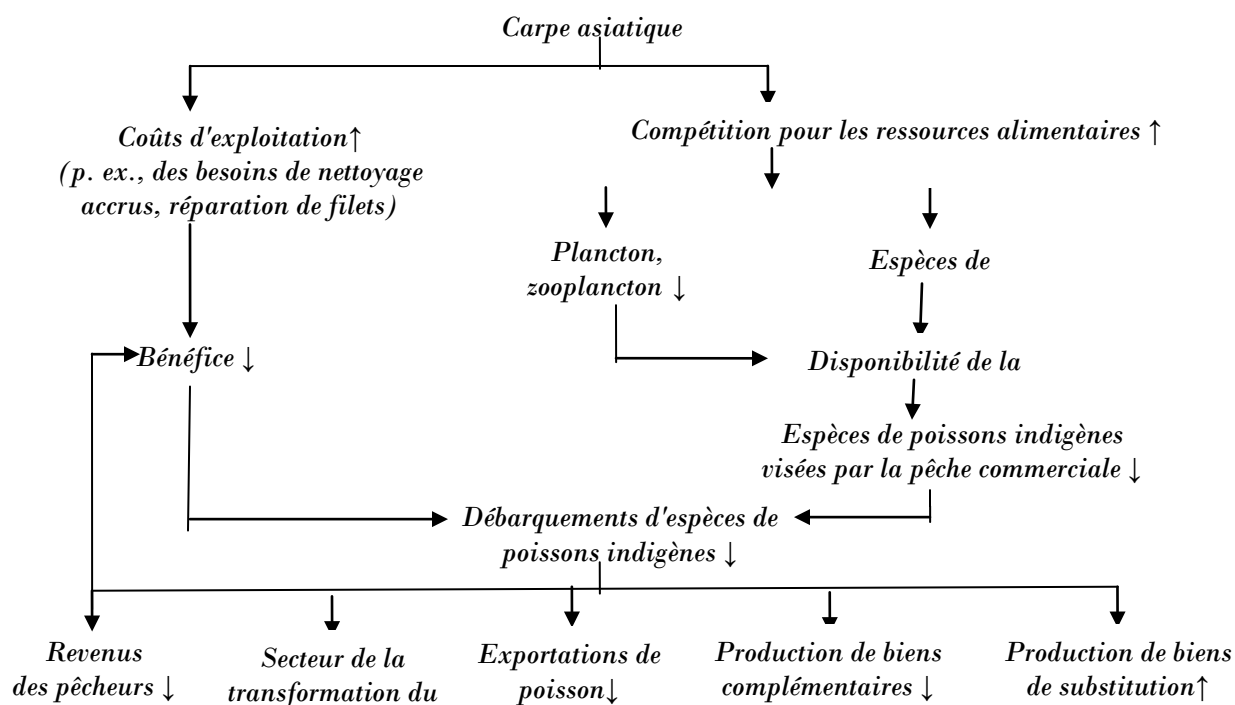 Carpe asiatique
Coûts d'exploitation↑
(p. ex., des besoins de nettoyage
accrus, réparation de filets)
Compétition pour les ressources alimentaires ↑
Plancton,
zooplancton ↓
Espèces de
Bénéfice ↓
Disponibilité de la
Espèces de poissons indigènes
visées par la pêche commerciale ↓
Débarquements d'espèces de
poissons indigènes ↓
Revenus
des pêcheurs ↓
Secteur de la
transformation du
Exportations de
poisson↓
Production de biens
complémentaires ↓
Production de biens
de substitution↑